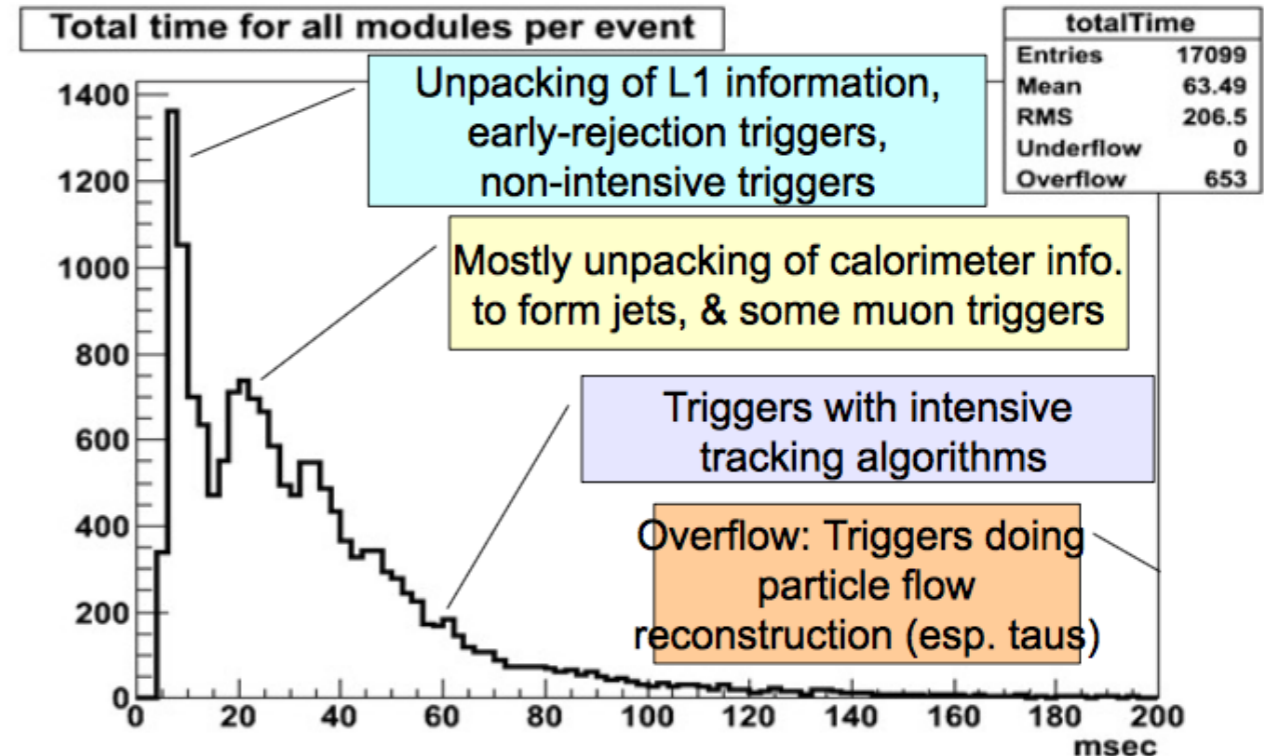 Total time for all modules per event
totalTime
Entries 17099
Mean 63.49
RMS 206.5
Underflow 0
Overflow 653
Unpacking of L1 information,
early-rejection triggers,
non-intensive triggers
Mostly unpacking of calorimeter info.
to form jets, & some muon triggers
Triggers with intensive
tracking algorithms
Overflow: Triggers doing
particle flow
reconstruction (esp. taus)
1400
1200
1000
800
600
400
200
0
0 20 40 60 80 100 120 140 160 180 200
msec